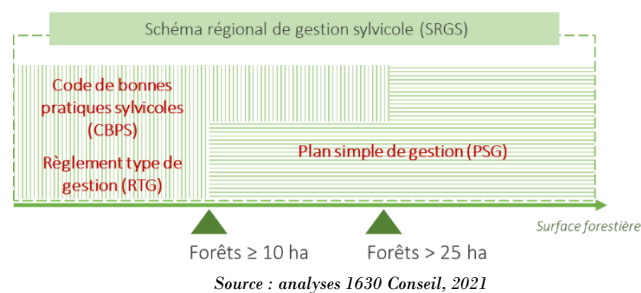 Schéma régional de gestion sylvicole (SRGS)
Code de bonnes
pratiques sylvicoles
(CBPS)
Règlement type de
gestion (RTG)
Plan simple de gestion (PSG)
Surface forestière
Forêts ≥ 10 ha
Forêts > 25 ha
Source : analyses 1630 Conseil, 2021